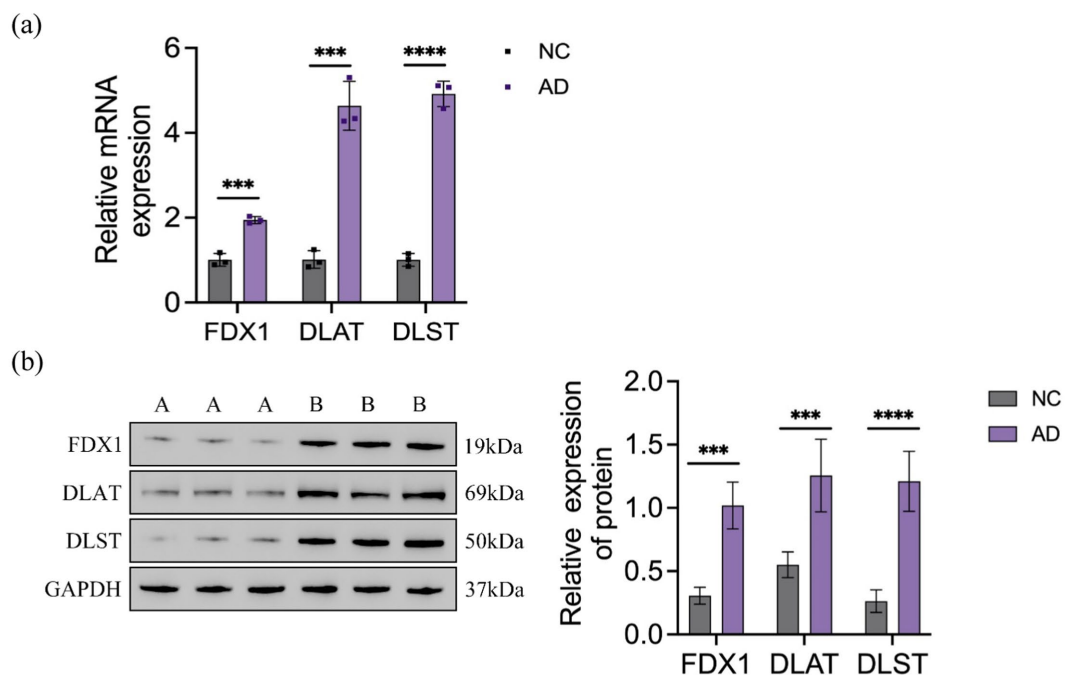 (a)
Relative mRNA
expression
6
4
2
0
***
***
****
NC
AD
FDX1 DLAT DLST
(b)
A A A B B B
FDX1 19kDa
DLAT 69kDa
DLST 50kDa
GAPDH 37kDa
Relative expression
of protein
2.0
1.5
1.0
0.5
0.0
***
***
****
NC
AD
FDX1 DLAT DLST